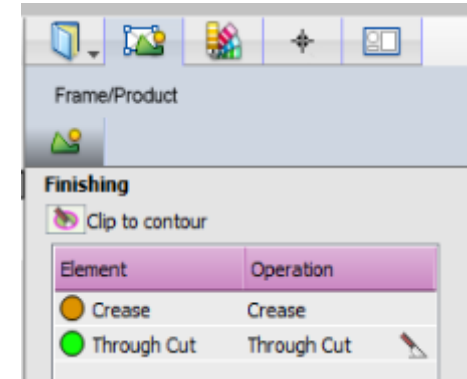 Frame/Product
Finishing
Clip to contour
Element Operation
Crease Crease
Through Cut Through Cut